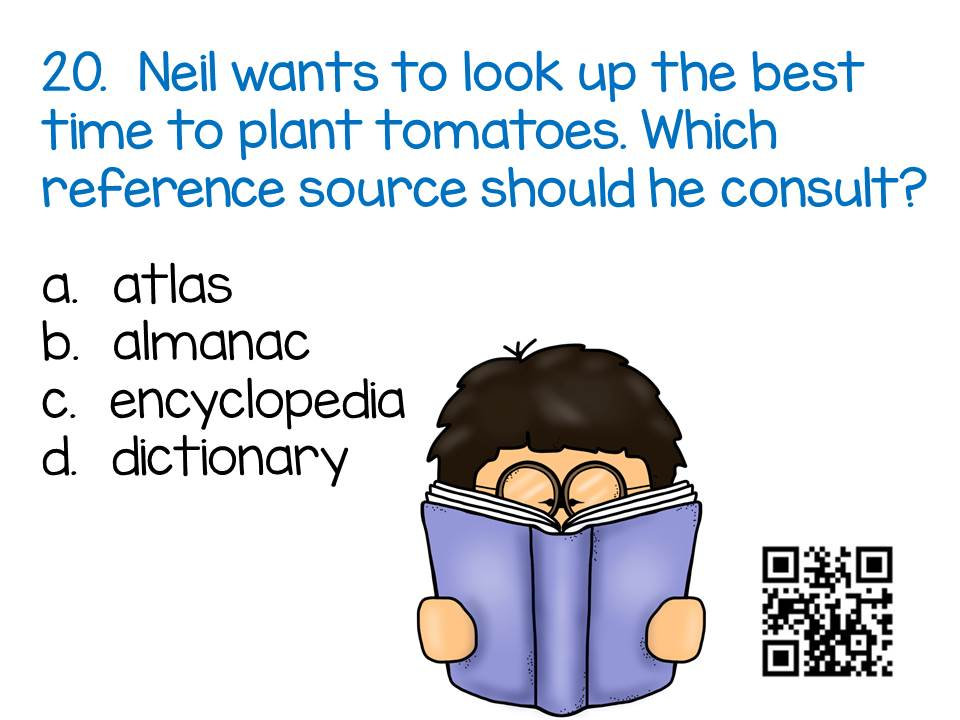 20. Neil wants to look up the best
time to plant tomatoes. Which
reference source should he consult?
a. atlas
b. almanac
c. encyclopedia
d. dictionary